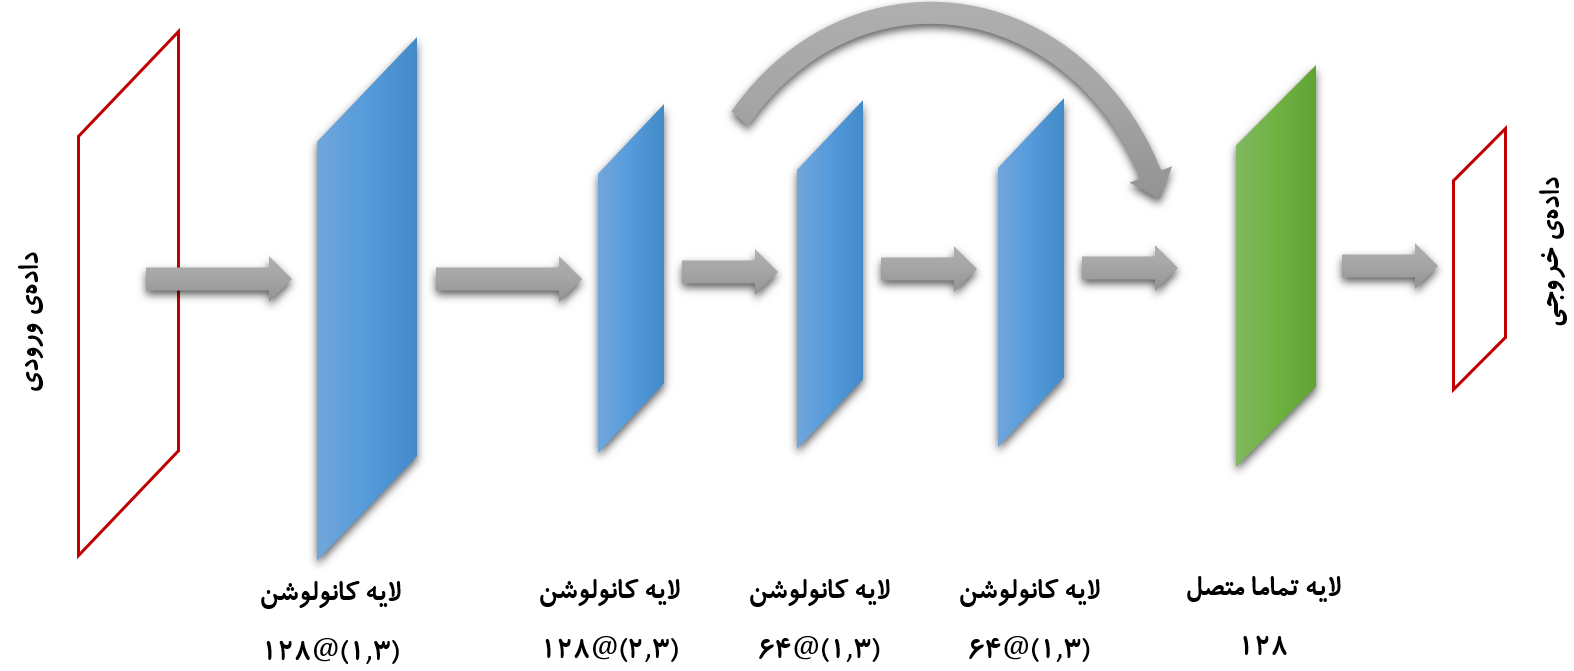 داده‌ی ورودی
لایه کانولوشن
۱۲۸@(۱,۳)
لایه کانولوشن
۱۲۸@(۲,۳)
لایه کانولوشن
۶۴@(۱,۳)
لایه کانولوشن
۶۴@(۱,۳)
لایه تماما متصل
۱۲۸
داده‌ی خروجی